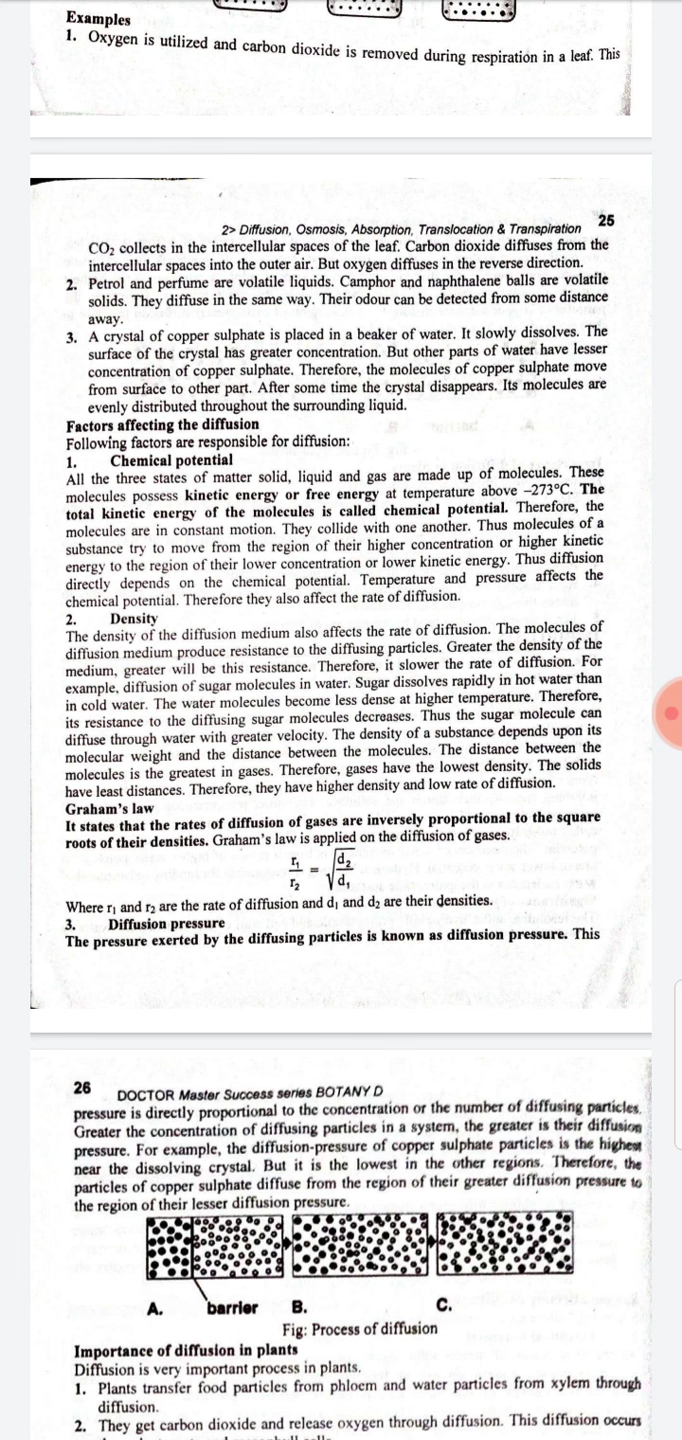 Examples
1. Oxygen is utilized and carbon dioxide is removed during respiration in a leaf. This
2> Diffusion, Osmosis, Absorption, Translocation & Transpiration 25
CO₂ collects in the intercellular spaces of the leaf. Carbon dioxide diffuses from the
intercellular spaces into the outer air. But oxygen diffuses in the reverse direction.
2. Petrol and perfume are volatile liquids. Camphor and naphthalene balls are volatile
solids. They diffuse in the same way. Their odour can be detected from some distance
away.
3. A crystal of copper sulphate is placed in a beaker of water. It slowly dissolves. The
surface of the crystal has greater concentration. But other parts of water have lesser
concentration of copper sulphate. Therefore, the molecules of copper sulphate move
from surface to other part. After some time the crystal disappears. Its molecules are
evenly distributed throughout the surrounding liquid.
Factors affecting the diffusion
Following factors are responsible for diffusion:
1. Chemical potential
All the three states of matter solid, liquid and gas are made up of molecules. These
molecules possess kinetic energy or free energy at temperature above –273°C. The
total kinetic energy of the molecules is called chemical potential. Therefore, the
molecules are in constant motion. They collide with one another. Thus molecules of a
substance try to move from the region of their higher concentration or higher kinetic
energy to the region of their lower concentration or lower kinetic energy. Thus diffusion
directly depends on the chemical potential. Temperature and pressure affects the
chemical potential. Therefore they also affect the rate of diffusion.
2. Density
The density of the diffusion medium also affects the rate of diffusion. The molecules of
diffusion medium produce resistance to the diffusing particles. Greater the density of the
medium, greater will be this resistance. Therefore, it slower the rate of diffusion. For
example, diffusion of sugar molecules in water. Sugar dissolves rapidly in hot water than
in cold water. The water molecules become less dense at higher temperature. Therefore,
its resistance to the diffusing sugar molecules decreases. Thus the sugar molecule can
diffuse through water with greater velocity. The density of a substance depends upon its
molecular weight and the distance between the molecules. The distance between the
molecules is the greatest in gases. Therefore, gases have the lowest density. The solids
have least distances. Therefore, they have higher density and low rate of diffusion.
Graham's law
It states that the rates of diffusion of gases are inversely proportional to the square
roots of their densities. Graham's law is applied on the diffusion of gases.
r₁/r₂ = √(d₂/d₁)
Where r₁ and r₂ are the rate of diffusion and d₁ and d₂ are their densities.
3. Diffusion pressure
The pressure exerted by the diffusing particles is known as diffusion pressure. This
26 DOCTOR Master Success series BOTANY D
pressure is directly proportional to the concentration or the number of diffusing particles.
Greater the concentration of diffusing particles in a system, the greater is their diffusion
pressure. For example, the diffusion-pressure of copper sulphate particles is the highest
near the dissolving crystal. But it is the lowest in the other regions. Therefore, the
particles of copper sulphate diffuse from the region of their greater diffusion pressure to
the region of their lesser diffusion pressure.
A. barrier B. C.
Fig: Process of diffusion
Importance of diffusion in plants
Diffusion is very important process in plants.
1. Plants transfer food particles from phloem and water particles from xylem through
diffusion.
2. They get carbon dioxide and release oxygen through diffusion. This diffusion occurs